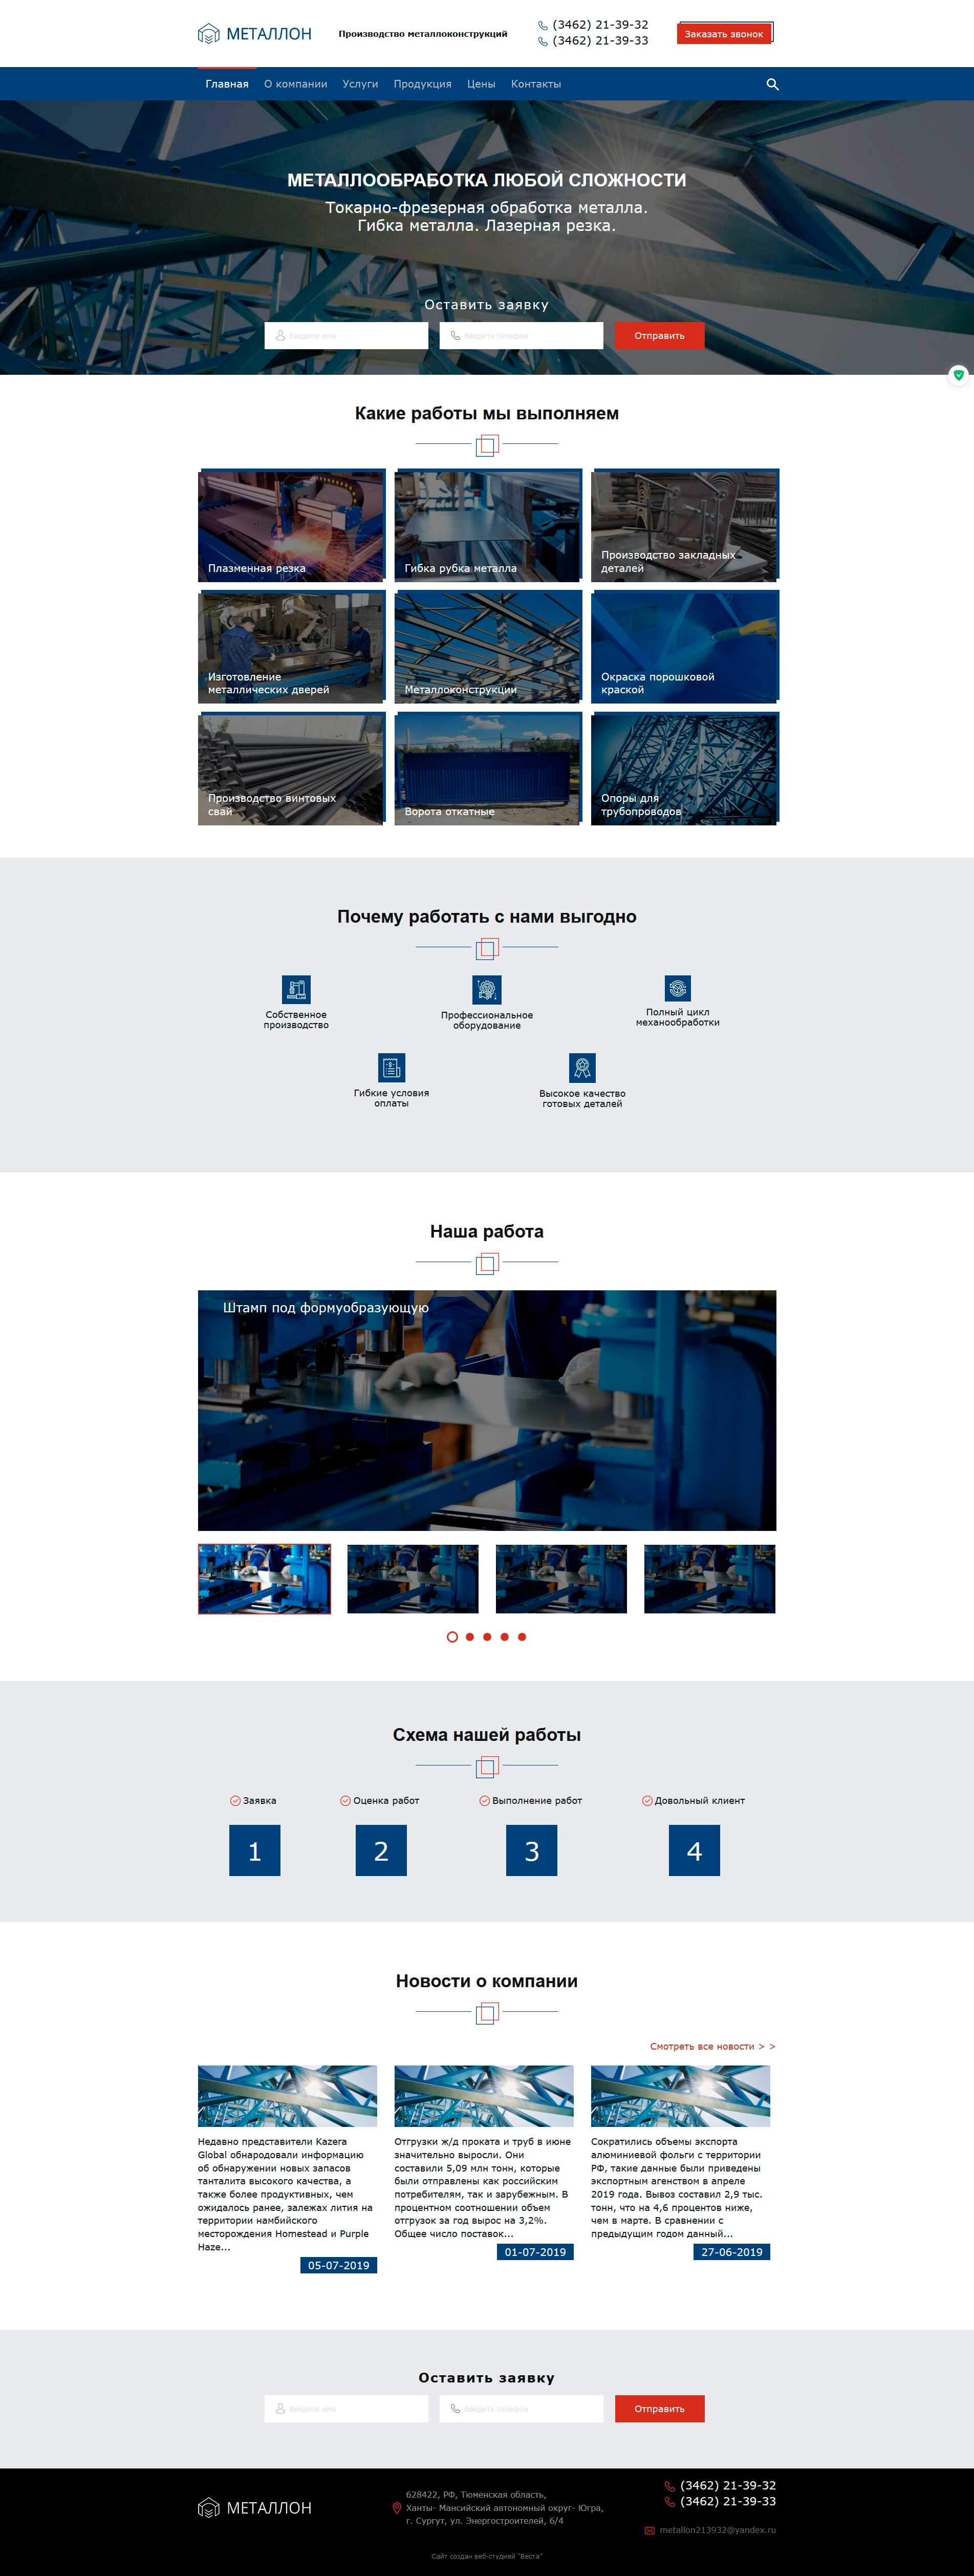 МЕТАЛЛОН
Производство металлоконструкций
(3462) 21-39-32
(3462) 21-39-33
Заказать звонок
Главная О компании Услуги Продукция Цены Контакты
МЕТАЛЛООБРАБОТКА ЛЮБОЙ СЛОЖНОСТИ
Токарно-фрезерная обработка металла.
Гибка металла. Лазерная резка.
Оставить заявку
Введите имя
Введите телефон
Отправить
Какие работы мы выполняем
Плазменная резка
Гибка рубка металла
Производство закладных
деталей
Изготовление
металлических дверей
Металлоконструкции
Окраска порошковой
краской
Производство винтовых
свай
Ворота откатные
Опоры для
трубопроводов
Почему работать с нами выгодно
Собственное
производство
Профессиональное
оборудование
Полный цикл
механообработки
Гибкие условия
оплаты
Высокое качество
готовых деталей
Наша работа
Штамп под формуобразующую
Схема нашей работы
Заявка
Оценка работ
Выполнение работ
Довольный клиент
1
2
3
4
Новости о компании
Смотреть все новости > >
Недавно представители Kazera
Global обнародовали информацию
об обнаружении новых запасов
танталита высокого качества, а
также более продуктивных, чем
ожидалось ранее, залежах лития на
территории намбийского
месторождения Homestead и Purple
Haze...
05-07-2019
Отгрузки ж/д проката и труб в июне
значительно выросли. Они
составили 5,09 млн тонн, которые
были отправлены как российским
потребителям, так и зарубежным. В
процентном соотношении объем
отгрузок за год вырос на 3,2%.
Общее число поставок...
01-07-2019
Сократились объемы экспорта
алюминиевой фольги с территории
РФ, такие данные были приведены
экспортным агенством в апреле
2019 года. Вывоз составил 2,9 тыс.
тонн, что на 4,6 процентов ниже,
чем в марте. В сравнении с
предыдущим годом данный...
27-06-2019
Оставить заявку
Введите имя
Введите телефон
Отправить
МЕТАЛЛОН
628422, РФ, Тюменская область,
Ханты- Мансийский автономный округ- Югра,
г. Сургут, ул. Энергостроителей, 6/4
(3462) 21-39-32
(3462) 21-39-33
metallon213932@yandex.ru
Сайт создан веб-студией "Веста"